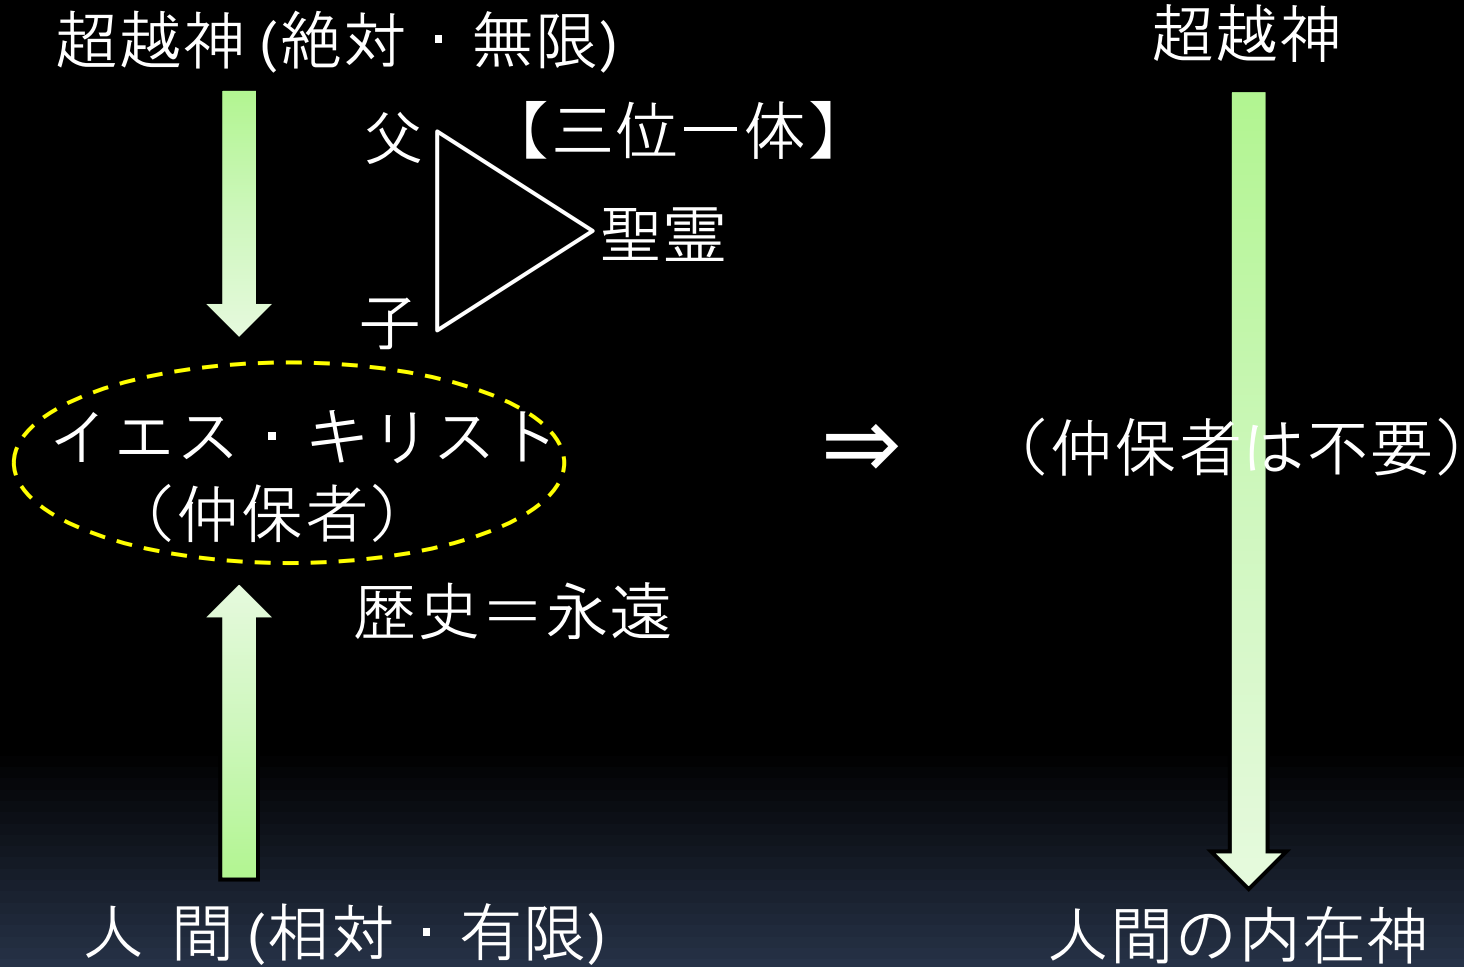 超越神(絶対・無限)
父
【三位一体】
聖霊
子
イエス・キリスト
（仲保者）
歴史＝永遠
人 間(相対・有限)
⇒
超越神
（仲保者は不要）
人間の内在神